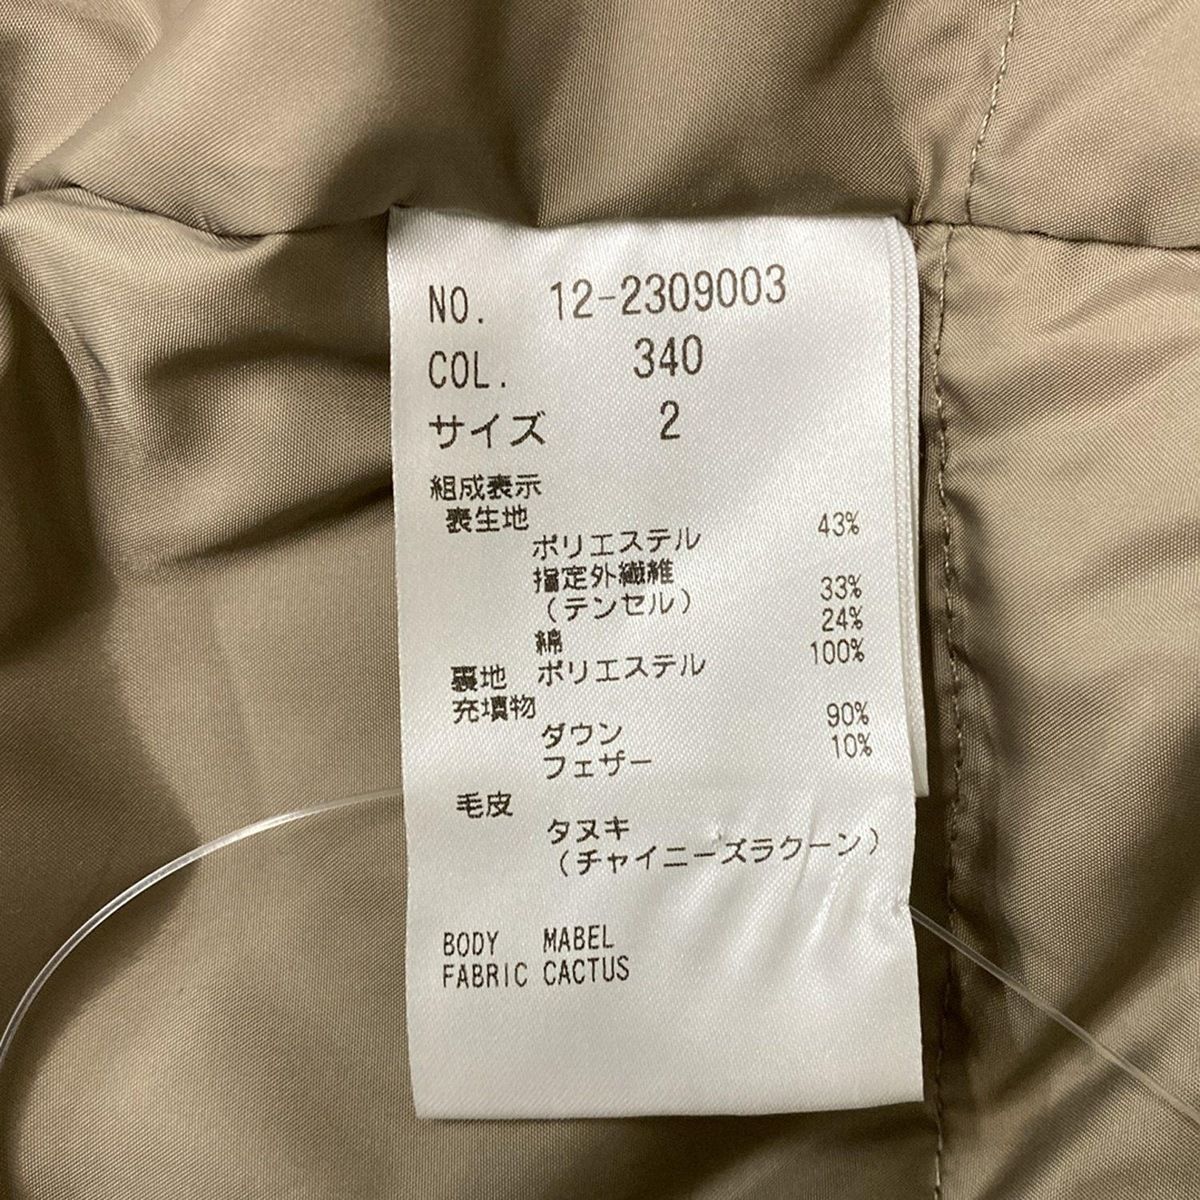 NO. 12-2309003
COL. 340
サイズ 2
組成表示
表生地
ポリエステル 43%
指定外繊維
(テンセル) 33%
綿 24%
裏地 ポリエステル 100%
充填物
ダウン 90%
フェザー 10%
毛皮
タヌキ
(チャイニーズラクーン)
BODY MABEL
FABRIC CACTUS